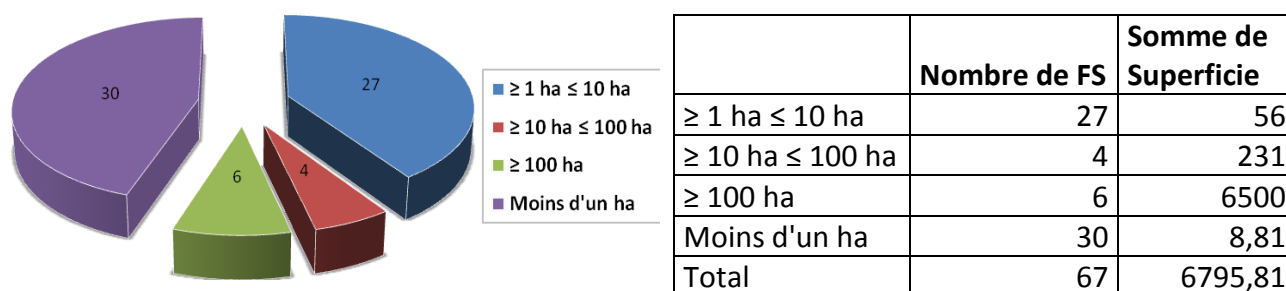 30
27
6
4
≥ 1 ha ≤ 10 ha
≥ 10 ha ≤ 100 ha
≥ 100 ha
Moins d'un ha
Nombre de FS Somme de Superficie
≥ 1 ha ≤ 10 ha 27 56
≥ 10 ha ≤ 100 ha 4 231
≥ 100 ha 6 6500
Moins d'un ha 30 8,81
Total 67 6795,81